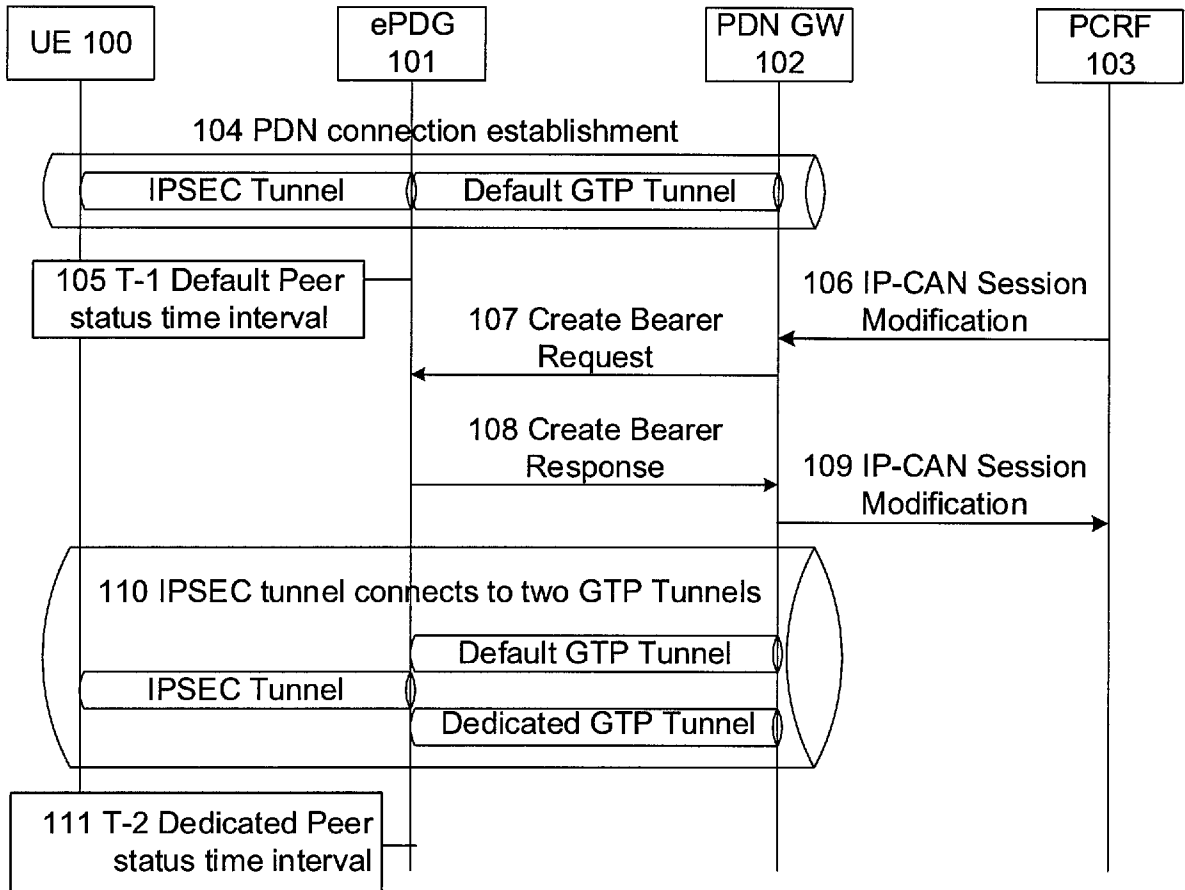 UE 100
ePDG
101
PDN GW
102
PCRF
103
104 PDN connection establishment
IPSEC Tunnel
Default GTP Tunnel
105 T-1 Default Peer
status time interval
106 IP-CAN Session
Modification
107 Create Bearer
Request
108 Create Bearer
Response
109 IP-CAN Session
Modification
110 IPSEC tunnel connects to two GTP Tunnels
Default GTP Tunnel
IPSEC Tunnel
Dedicated GTP Tunnel
111 T-2 Dedicated Peer
status time interval